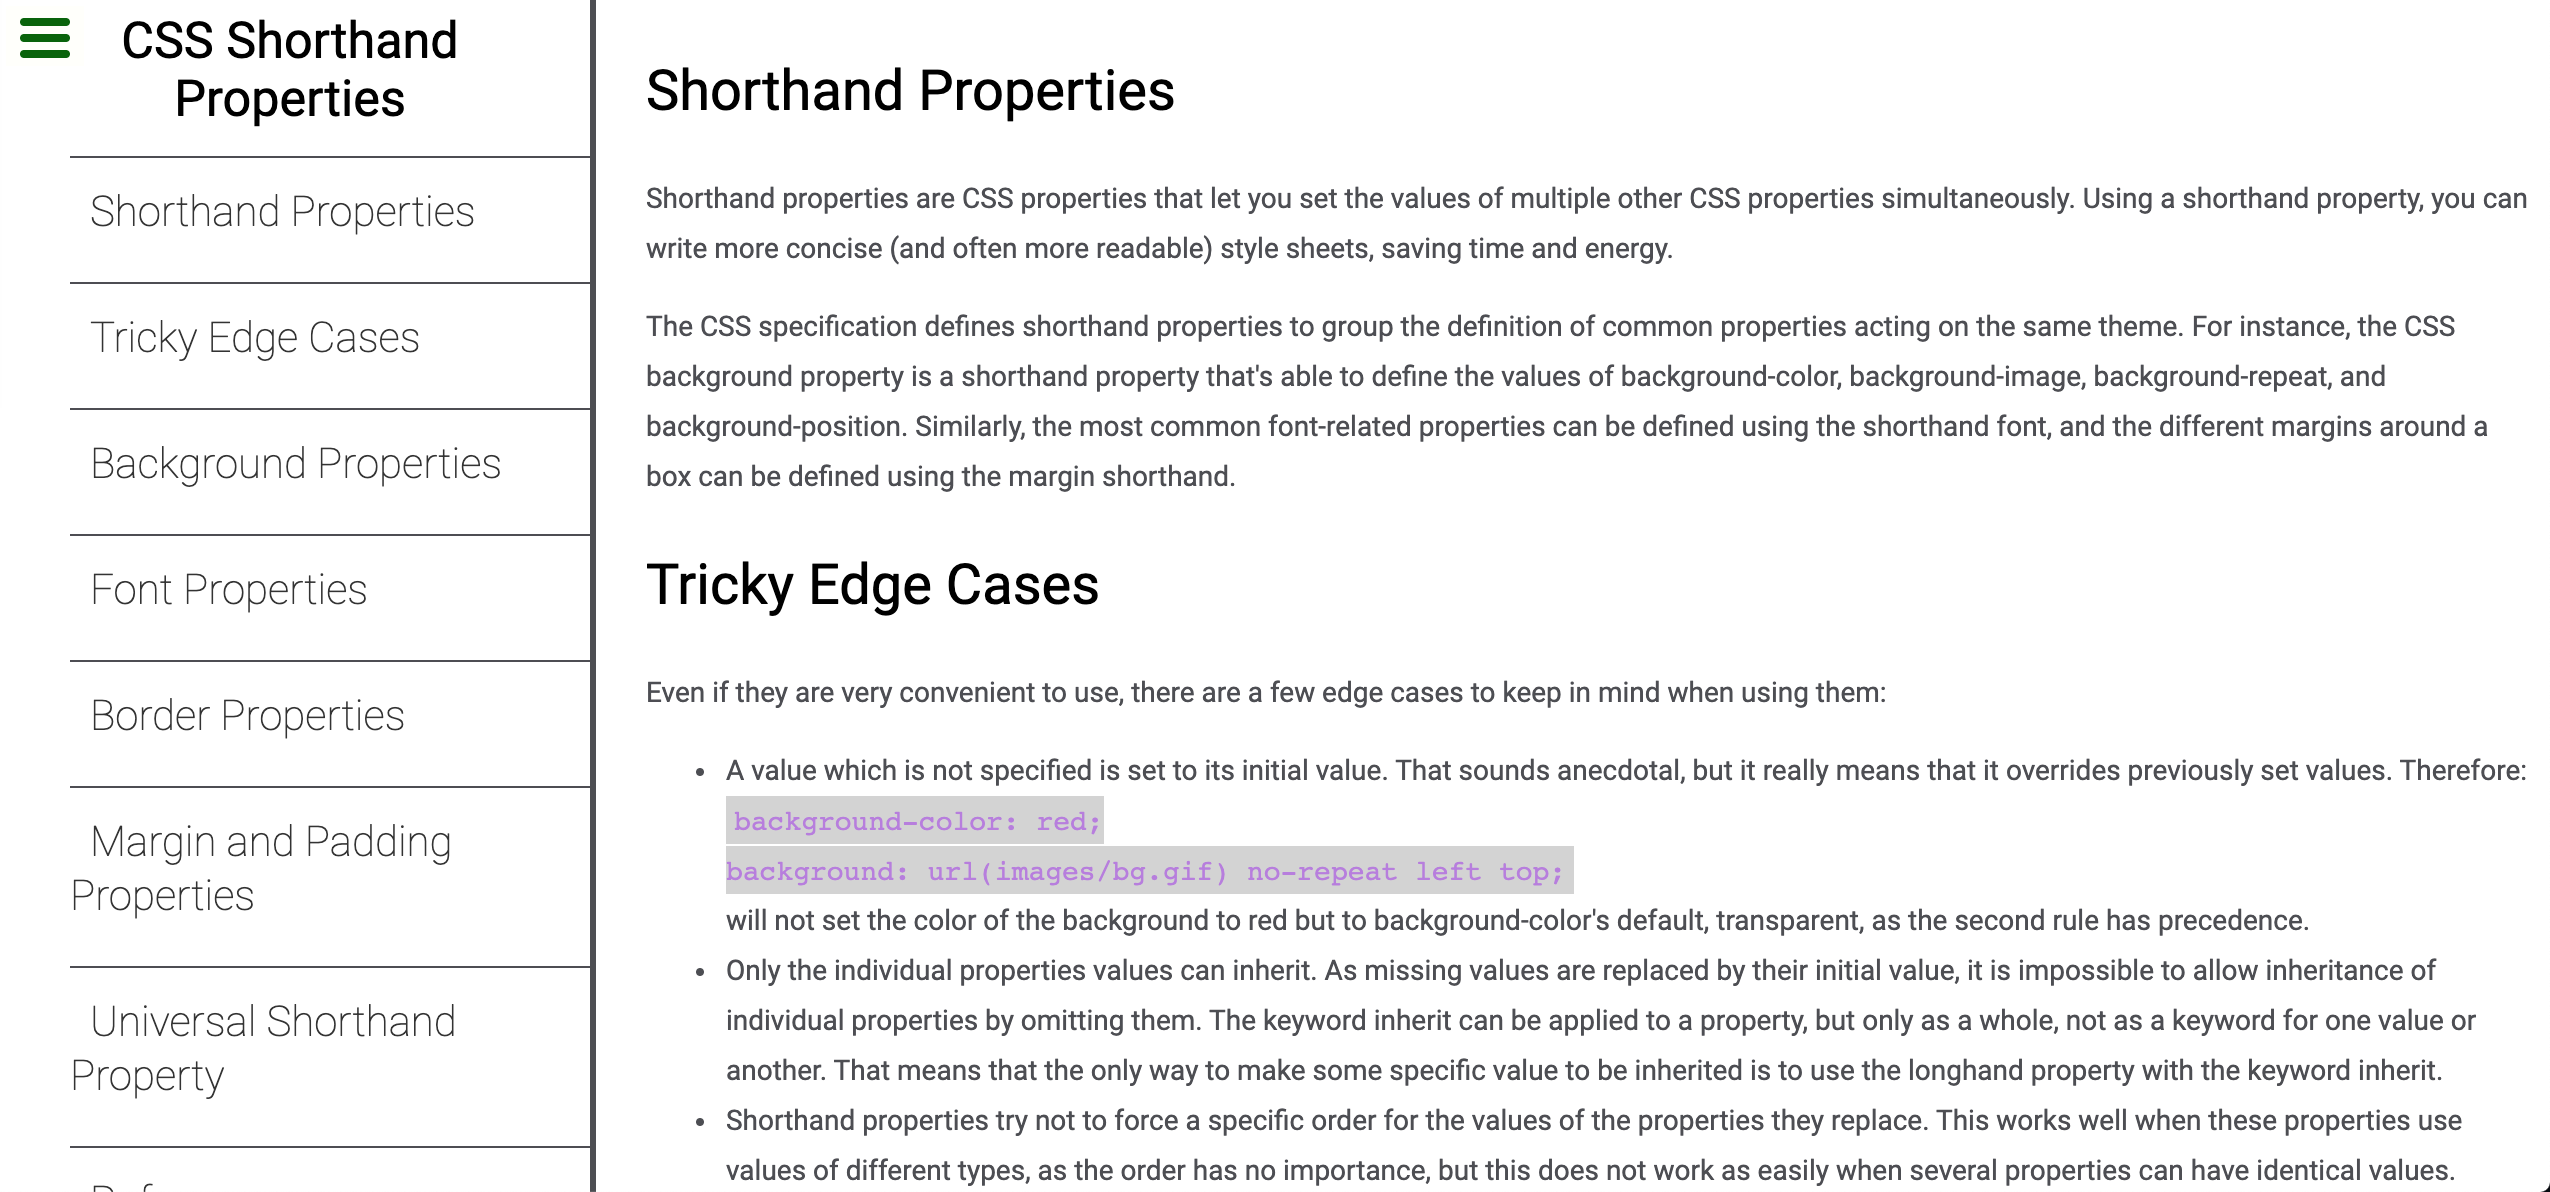 CSS Shorthand
Properties
Shorthand Properties
Tricky Edge Cases
Background Properties
Font Properties
Border Properties
Margin and Padding
Properties
Universal Shorthand
Property
Shorthand Properties
Shorthand properties are CSS properties that let you set the values of multiple other CSS properties simultaneously. Using a shorthand property, you can
write more concise (and often more readable) style sheets, saving time and energy.
The CSS specification defines shorthand properties to group the definition of common properties acting on the same theme. For instance, the CSS
background property is a shorthand property that's able to define the values of background-color, background-image, background-repeat, and
background-position. Similarly, the most common font-related properties can be defined using the shorthand font, and the different margins around a
box can be defined using the margin shorthand.
Tricky Edge Cases
Even if they are very convenient to use, there are a few edge cases to keep in mind when using them:
• A value which is not specified is set to its initial value. That sounds anecdotal, but it really means that it overrides previously set values. Therefore:
background-color: red;
background: url(images/bg.gif) no-repeat left top;
will not set the color of the background to red but to background-color's default, transparent, as the second rule has precedence.
• Only the individual properties values can inherit. As missing values are replaced by their initial value, it is impossible to allow inheritance of
individual properties by omitting them. The keyword inherit can be applied to a property, but only as a whole, not as a keyword for one value or
another. That means that the only way to make some specific value to be inherited is to use the longhand property with the keyword inherit.
• Shorthand properties try not to force a specific order for the values of the properties they replace. This works well when these properties use
values of different types, as the order has no importance, but this does not work as easily when several properties can have identical values.